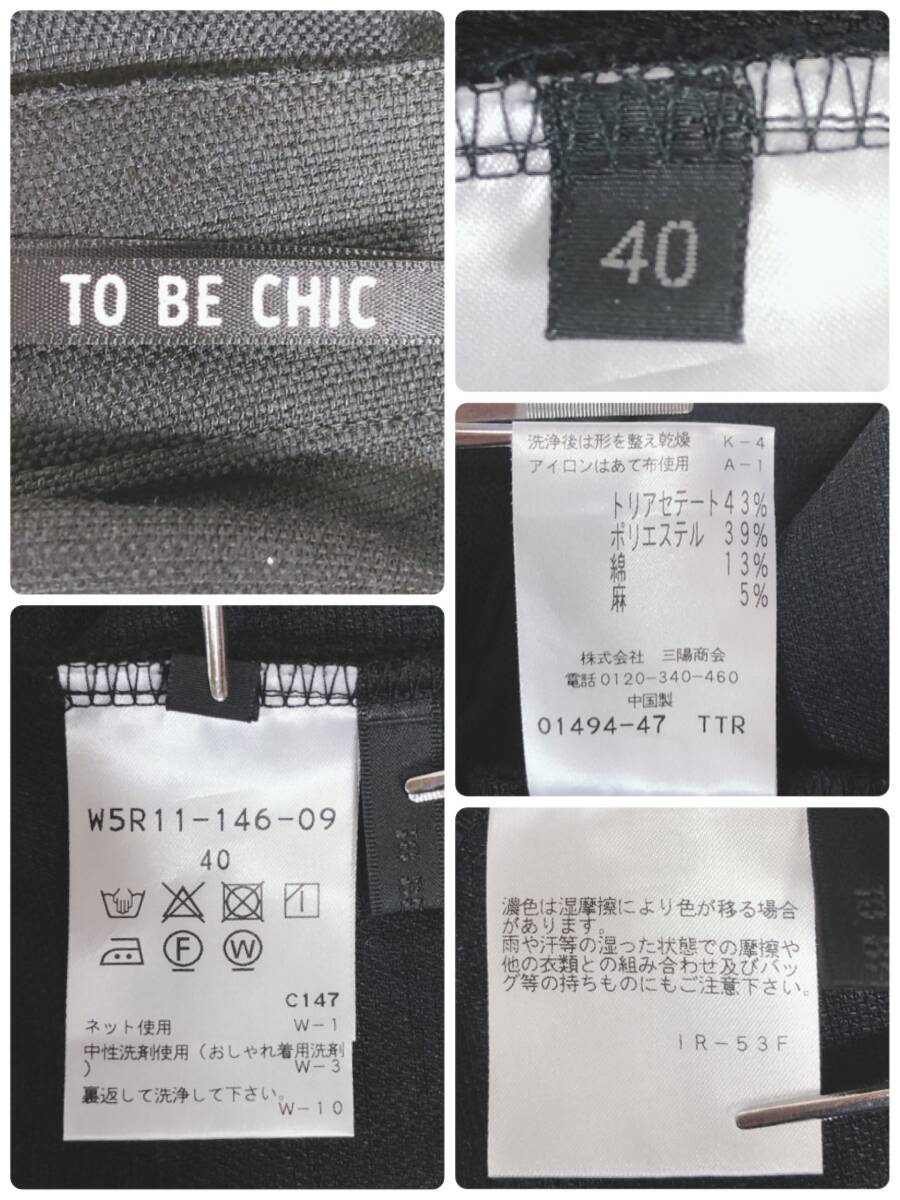 TO BE CHIC
40
洗浄後は形を整え乾燥 K-4
アイロンはあて布使用 A-1
トリアセテート43%
ポリエステル 39%
綿 13%
麻 5%
株式会社 三陽商会
電話0120-340-460
中国製
01494-47 TTR
W5R11-146-09
40
F W
C147
ネット使用 W-1
中性洗剤使用(おしゃれ着用洗剤
) W-3
裏返して洗浄して下さい。
W-10
濃色は湿摩擦により色が移る場合
があります。
雨や汗等の湿った状態での摩擦や
他の衣類との組み合わせ及びバッ
グ等の持ちものにもご注意下さい。
IR-53F